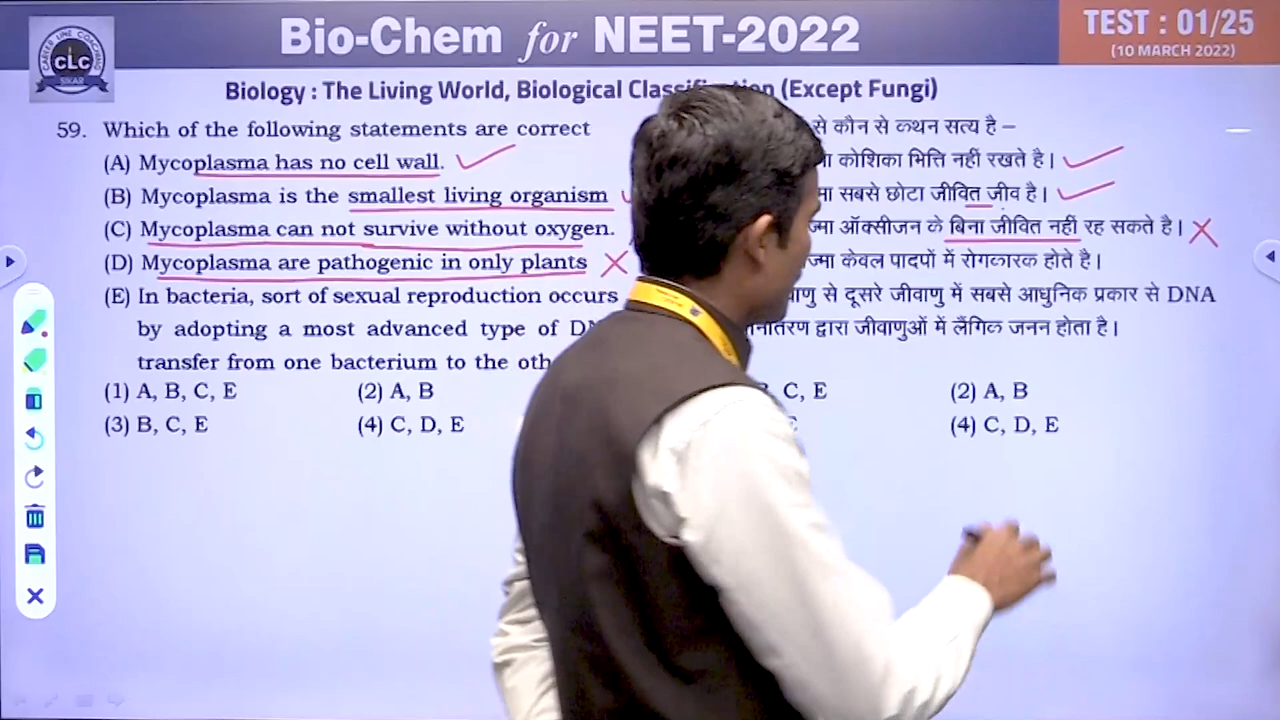 Bio-Chem for NEET-2022
TEST : 01/25
(10 MARCH 2022)
CAREER LINE COACHING
CLC
SIKAR
Biology : The Living World, Biological (Except Fungi)
59. Which of the following statements are correct
(A) Mycoplasma has no cell wall.
(B) Mycoplasma is the smallest living organism
(C) Mycoplasma can not survive without oxygen.
(D) Mycoplasma are pathogenic in only plants
(E) In bacteria, sort of sexual reproduction occurs
by adopting a most advanced type of
transfer from one bacterium to the
(1) A, B, C, E
(2) A, B
(3) B, C, E
(4) C, D, E
से कौन से कथन सत्य है –
कोशिका भित्ति नहीं रखते है।
सबसे छोटा जीवित जीव है।
ऑक्सीजन के बिना जीवित नही रह सकते है।
केवल पादपों में रोगकारक होते है।
से दूसरे जीवाणु में सबसे आधुनिक प्रकार से DNA
द्वारा जीवाणुओं में लैंगिक जनन होता है।
C, E
(2) A, B
(4) C, D, E